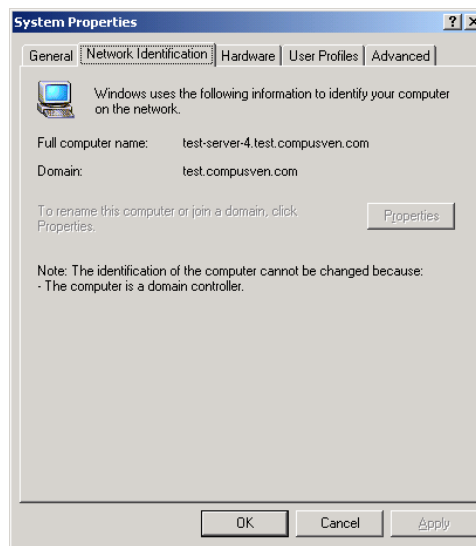 System Properties
General Network Identification Hardware User Profiles Advanced
Windows uses the following information to identify your computer
on the network.
Full computer name: test-server-4.test.compusven.com
Domain: test.compusven.com
To rename this computer or join a domain, click
Properties.
Properties
Note: The identification of the computer cannot be changed because:
- The computer is a domain controller.
OK Cancel Apply